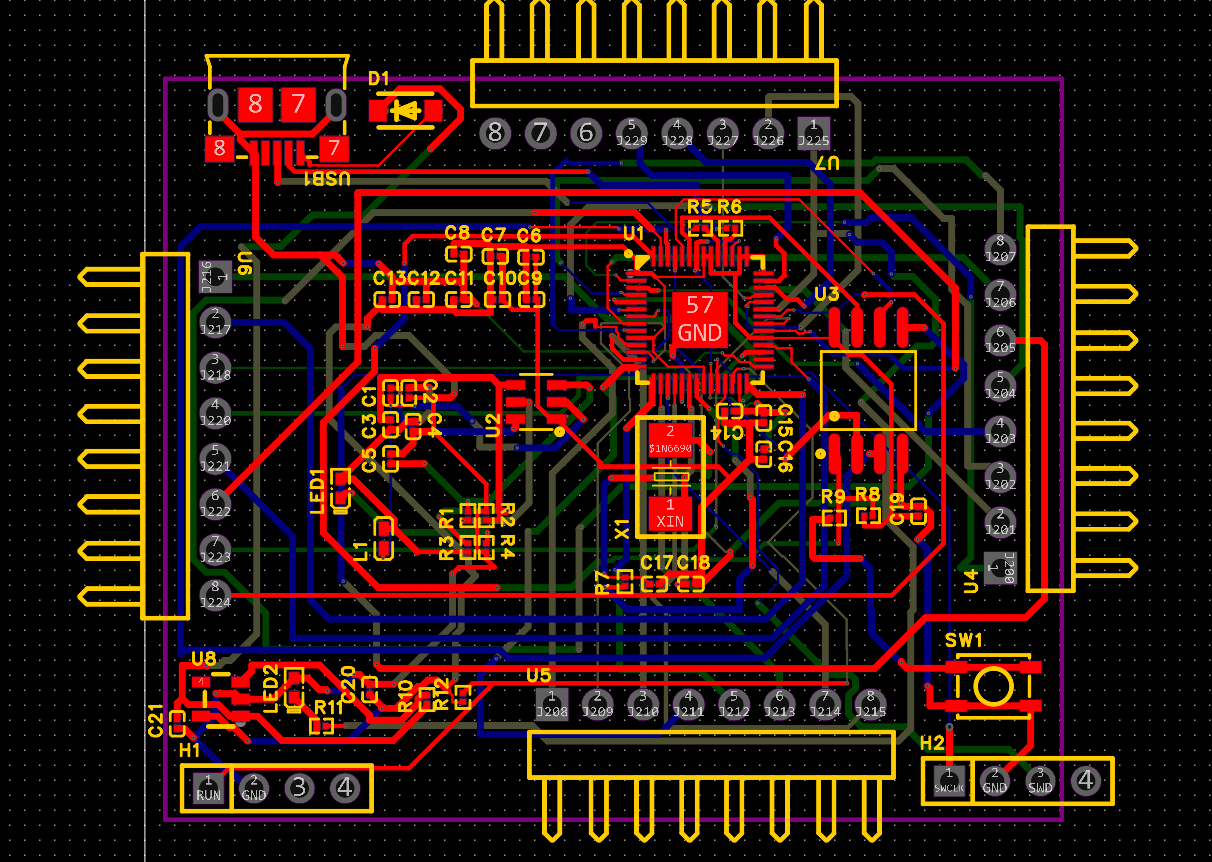 D1
8 7
8 7
USB1
8 7 6 5 4 3 2 1
J229 J228 J227 J226 J225
U7
R5 R6
U1
C8 C7 C6
C13 C12 C11 C10 C9
U6
J216 1
2
J217
3
J218
4
J220
5
J221
6
J222
7
J223
8
J224
57
GND
U3
8
J207
7
J206
6
J205
5
J204
4
J203
3
J202
2
J201
1
J200
U4
C1 C2
C3 C4
C5
U2
C14 C15
C16
2
$1N6690
1
XIN
X1
LED1
L1
R1 R2
R3 R4
R9 R8 C19
R7 C17 C18
SW1
U8
4
LED2
C20
R10
R12
R11
C21
U5
1 2 3 4 5 6 7 8
J208 J209 J210 J211 J212 J213 J214 J215
H1
1 2 3 4
RUN GND
H2
1 2 3 4
SWCLK GND SWD